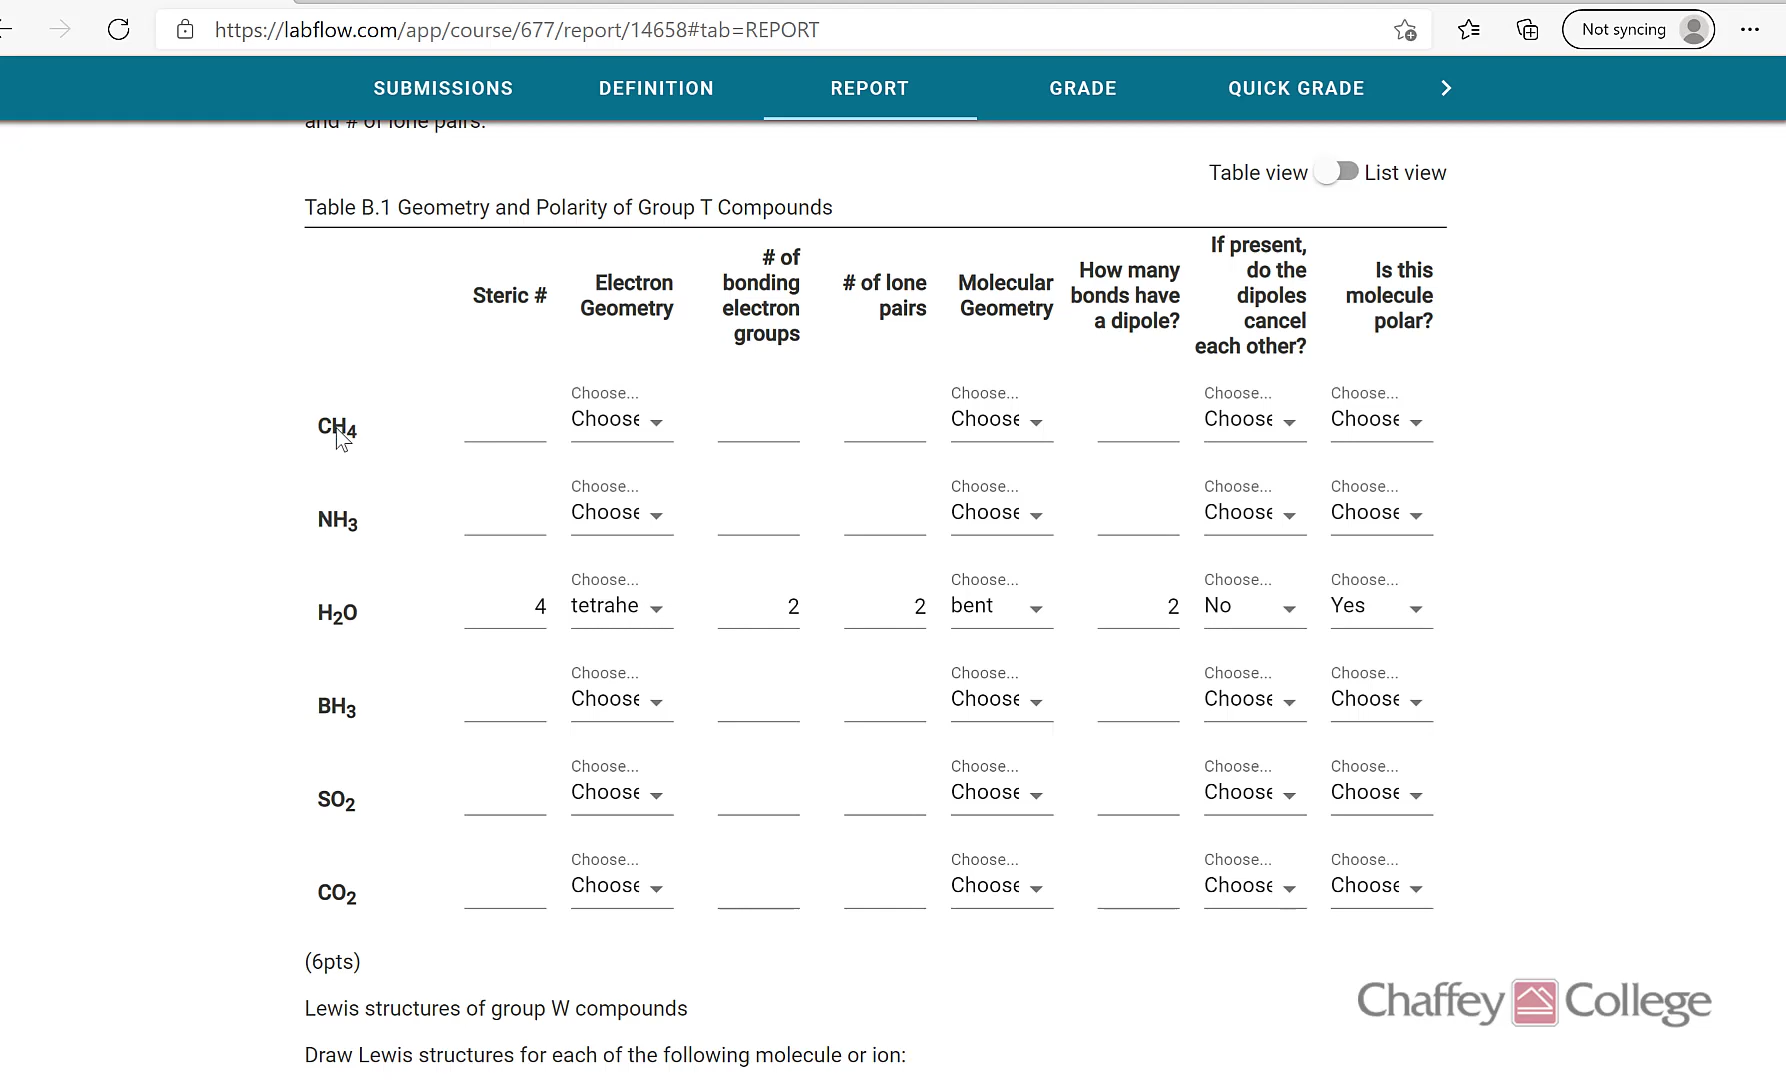 https://labflow.com/app/course/677/report/14658#tab=REPORT
Not syncing
SUBMISSIONS DEFINITION REPORT GRADE QUICK GRADE
and # of lone pairs.
Table view List view
Table B.1 Geometry and Polarity of Group T Compounds
Steric # Electron Geometry # of bonding electron groups # of lone pairs Molecular Geometry How many bonds have a dipole? If present, do the dipoles cancel each other? Is this molecule polar?
Choose... Choose... Choose... Choose...
CH4 Choose Choose Choose Choose
Choose... Choose... Choose... Choose...
NH3 Choose Choose Choose Choose
Choose... Choose... Choose... Choose...
H2O 4 tetrahe 2 2 bent 2 No Yes
Choose... Choose... Choose... Choose...
BH3 Choose Choose Choose Choose
Choose... Choose... Choose... Choose...
SO2 Choose Choose Choose Choose
Choose... Choose... Choose... Choose...
CO2 Choose Choose Choose Choose
(6pts)
Chaffey College
Lewis structures of group W compounds
Draw Lewis structures for each of the following molecule or ion: